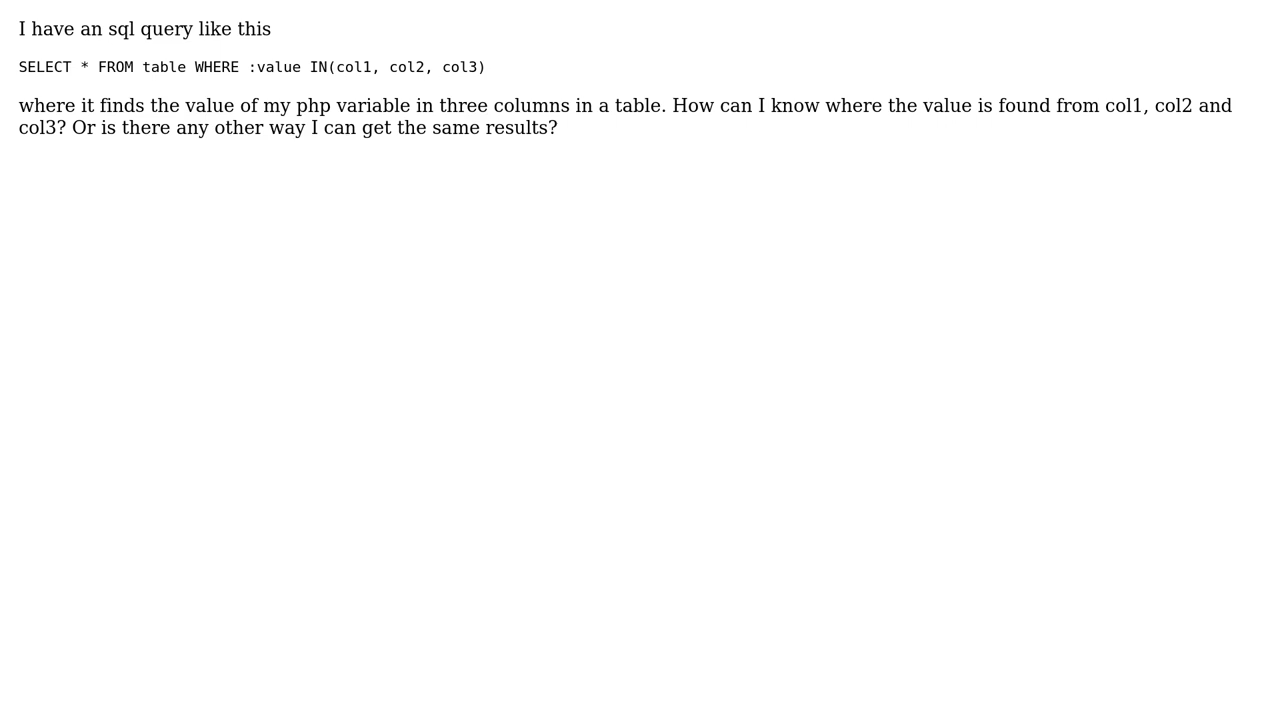 I have an sql query like this
SELECT * FROM table WHERE :value IN(col1, col2, col3)
where it finds the value of my php variable in three columns in a table. How can I know where the value is found from col1, col2 and
col3? Or is there any other way I can get the same results?